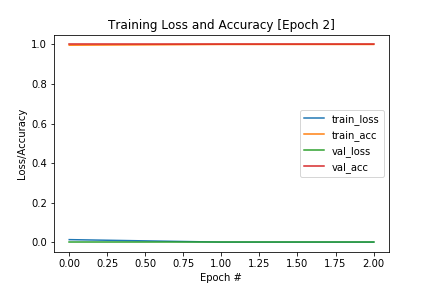 Training Loss and Accuracy [Epoch 2]
1.0
0.8
0.6
0.4
0.2
0.0
Loss/Accuracy
train_loss
train_acc
val_loss
val_acc
0.00 0.25 0.50 0.75 1.00 1.25 1.50 1.75 2.00
Epoch #